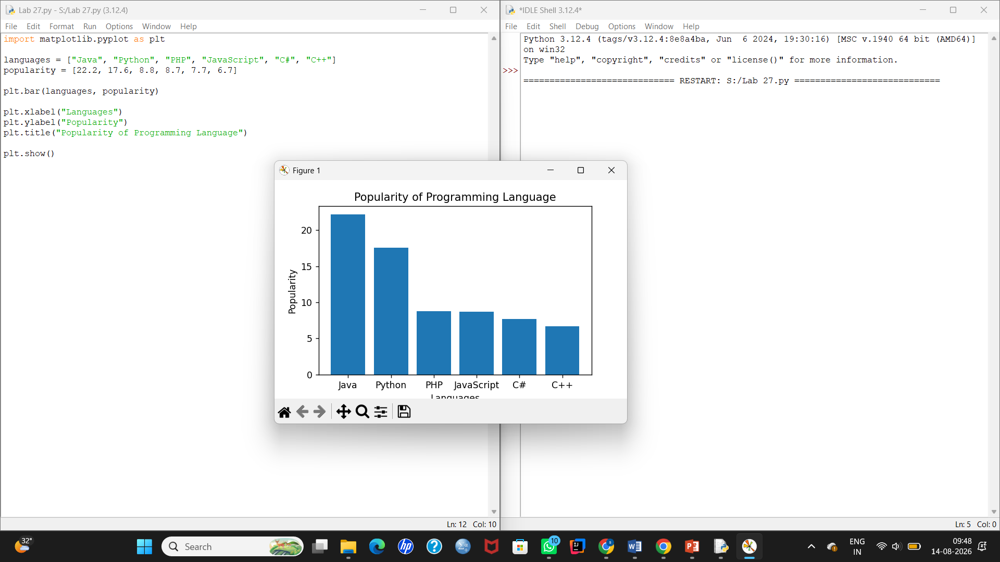 Lab 27.py - S:/Lab 27.py (3.12.4)
File Edit Format Run Options Window Help
import matplotlib.pyplot as plt
languages = ["Java", "Python", "PHP", "JavaScript", "C#", "C++"]
popularity = [22.2, 17.6, 8.8, 8.7, 7.7, 6.7]
plt.bar(languages, popularity)
plt.xlabel("Languages")
plt.ylabel("Popularity")
plt.title("Popularity of Programming Language")
plt.show()
Ln: 12 Col: 10
*IDLE Shell 3.12.4*
File Edit Shell Debug Options Window Help
Python 3.12.4 (tags/v3.12.4:8e8a4ba, Jun  6 2024, 19:30:16) [MSC v.1940 64 bit (AMD64)]
on win32
Type "help", "copyright", "credits" or "license()" for more information.
>>>
============================= RESTART: S:/Lab 27.py ============================
Ln: 5 Col: 0
Figure 1
Popularity of Programming Language
Popularity
20
15
10
5
0
Java Python PHP JavaScript C# C++
Languages
32°
Search
hp
?
Σα
10
IJ
S
W
P
ENG
IN
09:48
14-08-2026